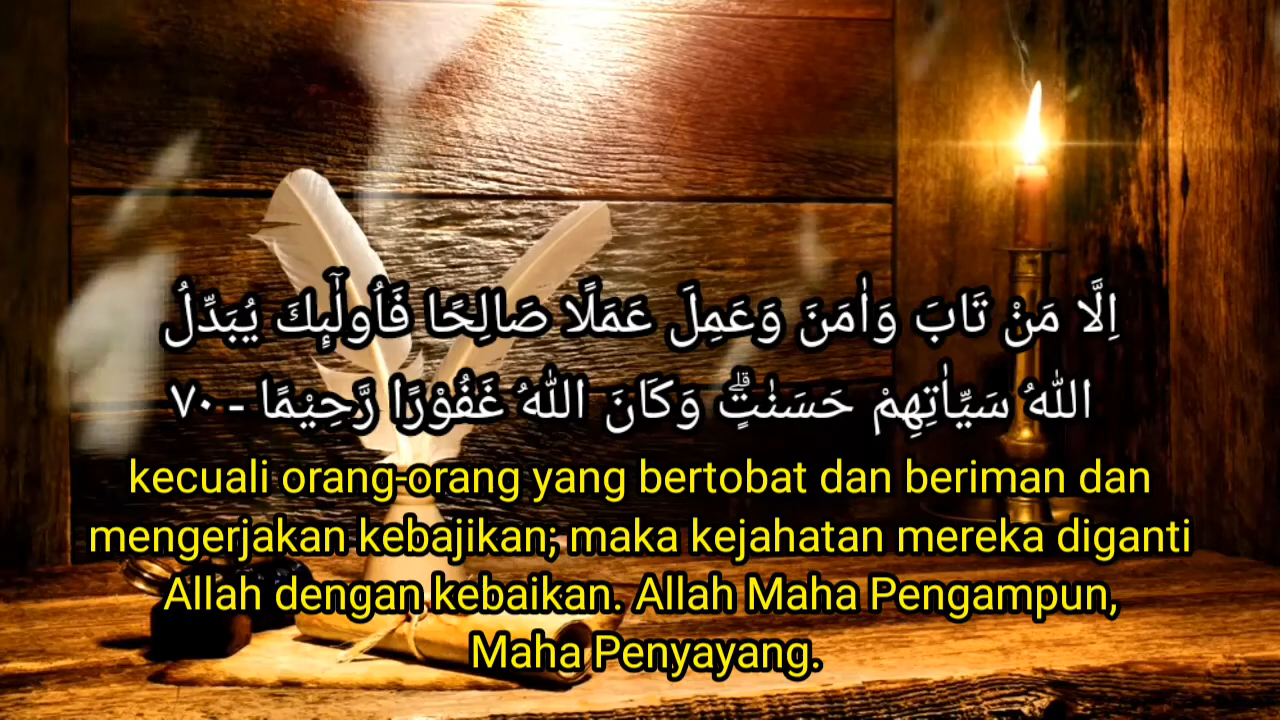 اِلَّا مَنْ تَابَ وَاٰمَنَ وَعَمِلَ عَمَلًا صَالِحًا فَاُولٰۤىِٕكَ يُبَدِّلُ
اللّٰهُ سَيِّاٰتِهِمْ حَسَنٰتٍۗ وَكَانَ اللّٰهُ غَفُوْرًا رَّحِيْمًا - ٧٠
kecuali orang-orang yang bertobat dan beriman dan
mengerjakan kebajikan; maka kejahatan mereka diganti
Allah dengan kebaikan. Allah Maha Pengampun,
Maha Penyayang.